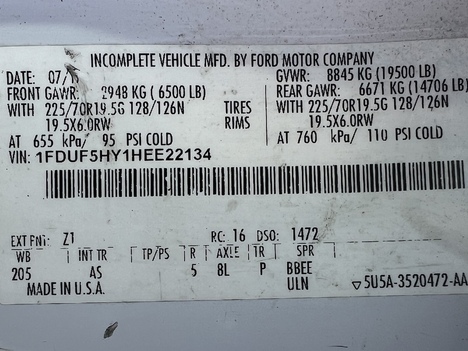 INCOMPLETE VEHICLE MFD. BY FORD MOTOR COMPANY
DATE: 07/1 GVWR: 8845 KG (19500 LB)
FRONT GAWR: 2948 KG ( 6500 LB) REAR GAWR: 6671 KG (14706 LB)
WITH 225/70R19.5G 128/126N TIRES WITH 225/70R19.5G 128/126N
19.5X6.0RW RIMS 19.5X6.0RW
AT 655 kPa/ 95 PSI COLD AT 760 kPa/ 110 PSI COLD
VIN: 1FDUF5HY1HEE22134
EXT PNT: Z1 RC: 16 DSO: 1472
WB INT TR TP/PS R AXLE TR SPR
205 AS 5 8L P BBEE
MADE IN U.S.A. ULN ▽5U5A-3520472-AA